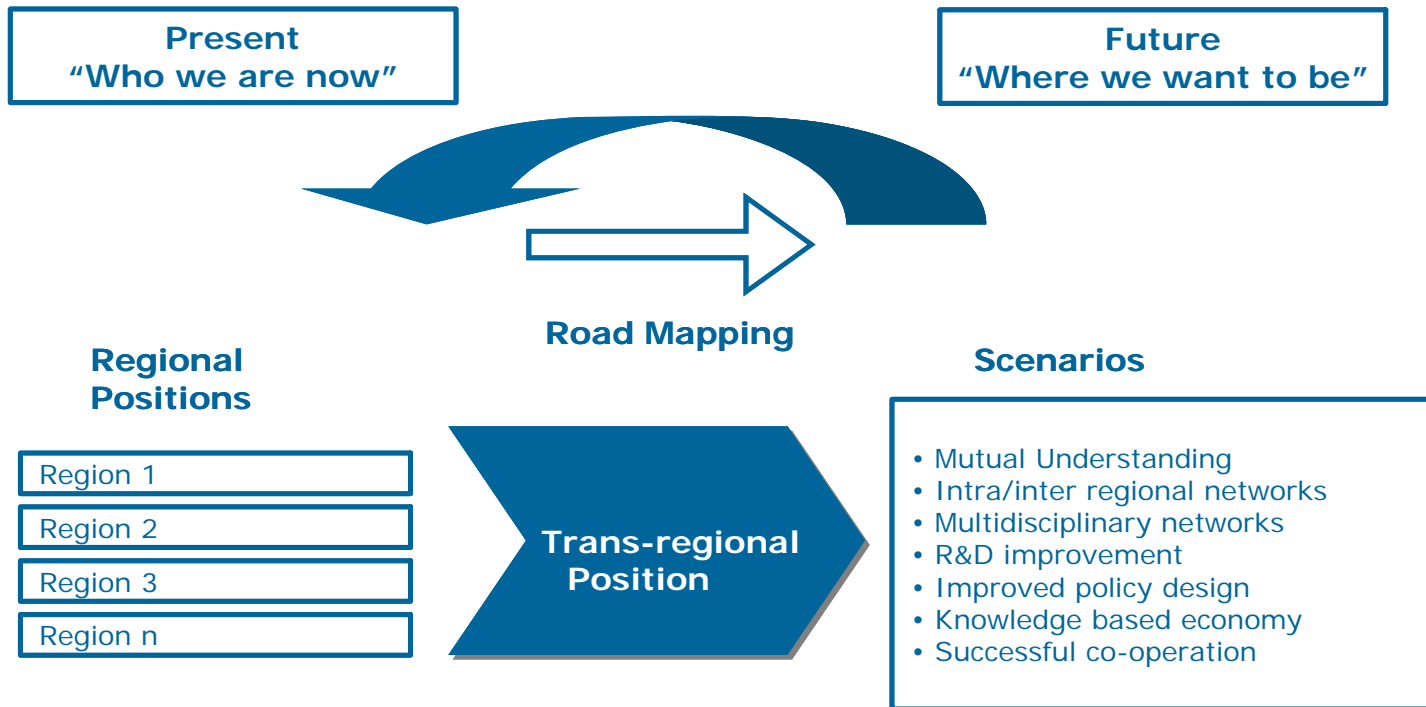 Present
“Who we are now”
Future
“Where we want to be”
Road Mapping
Regional
Positions
Scenarios
Region 1
Region 2
Region 3
Region n
Trans-regional
Position
• Mutual Understanding
• Intra/inter regional networks
• Multidisciplinary networks
• R&D improvement
• Improved policy design
• Knowledge based economy
• Successful co-operation